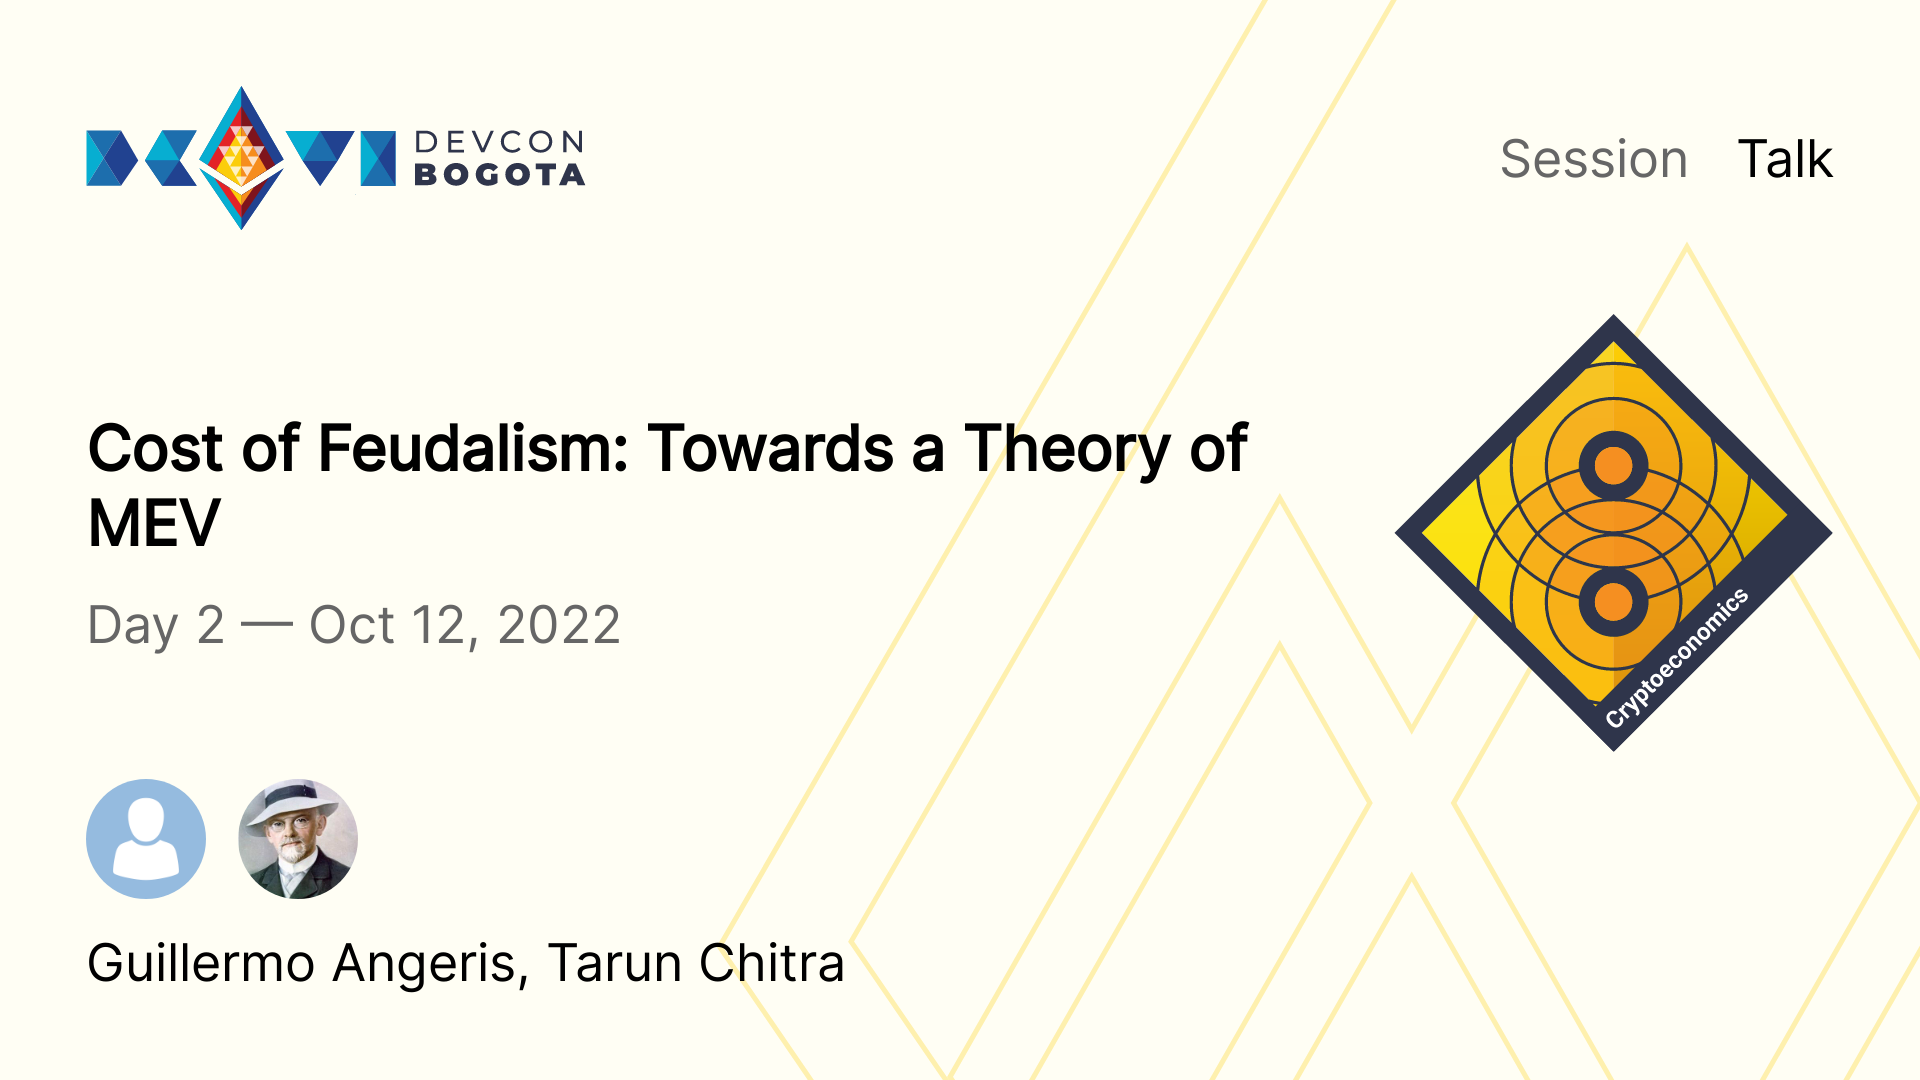 DEVCON
BOGOTA
Session Talk
Cost of Feudalism: Towards a Theory of
MEV
Day 2 — Oct 12, 2022
Cryptoeconomics
Guillermo Angeris, Tarun Chitra